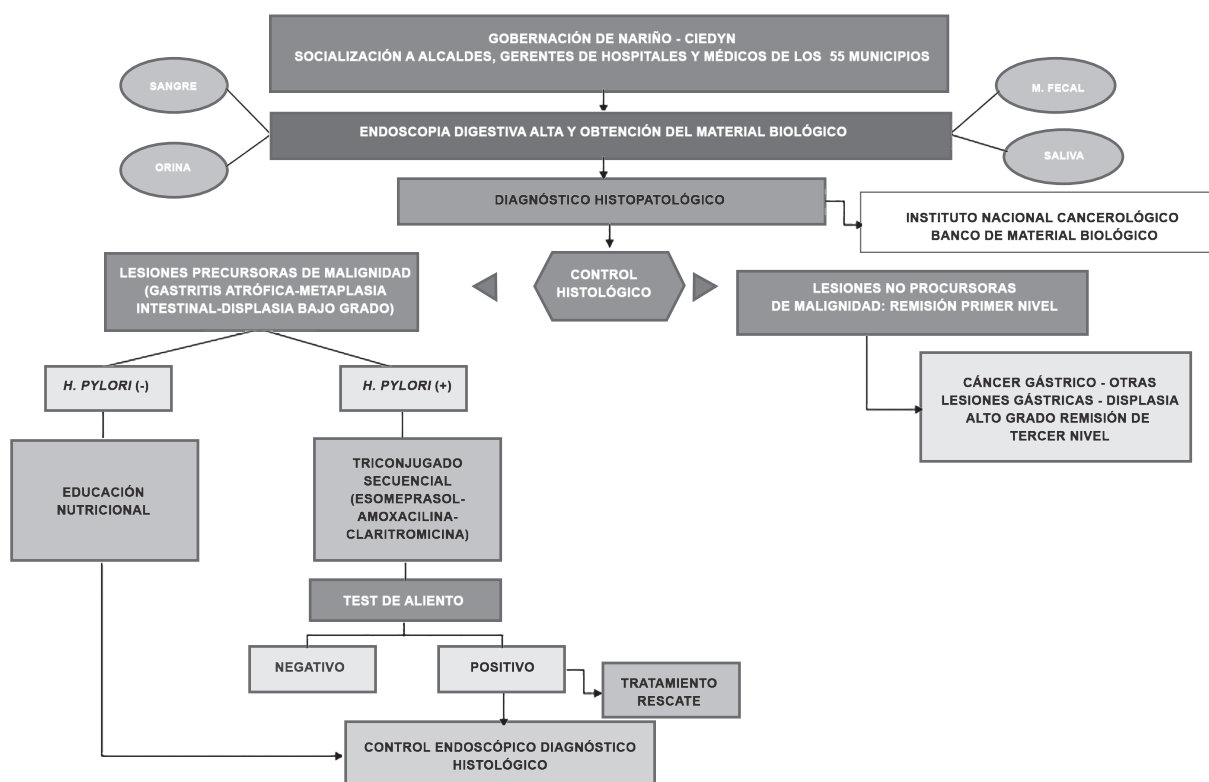 GOBERNACIÓN DE NARIÑO - CIEDYN
SOCIALIZACIÓN A ALCALDES, GERENTES DE HOSPITALES Y MÉDICOS DE LOS 55 MUNICIPIOS
SANGRE
M. FECAL
ENDOSCOPIA DIGESTIVA ALTA Y OBTENCIÓN DEL MATERIAL BIOLÓGICO
ORINA
SALIVA
DIAGNÓSTICO HISTOPATOLÓGICO
INSTITUTO NACIONAL CANCEROLÓGICO
BANCO DE MATERIAL BIOLÓGICO
LESIONES PRECURSORAS DE MALIGNIDAD
(GASTRITIS ATRÓFICA-METAPLASIA
INTESTINAL-DISPLASIA BAJO GRADO)
CONTROL
HISTOLÓGICO
LESIONES NO PROCURSORAS
DE MALIGNIDAD: REMISIÓN PRIMER NIVEL
H. PYLORI (-)
H. PYLORI (+)
CÁNCER GÁSTRICO - OTRAS
LESIONES GÁSTRICAS - DISPLASIA
ALTO GRADO REMISIÓN DE
TERCER NIVEL
EDUCACIÓN
NUTRICIONAL
TRICONJUGADO
SECUENCIAL
(ESOMEPRASOL-
AMOXACILINA-
CLARITROMICINA)
TEST DE ALIENTO
NEGATIVO
POSITIVO
TRATAMIENTO
RESCATE
CONTROL ENDOSCÓPICO DIAGNÓSTICO
HISTOLÓGICO